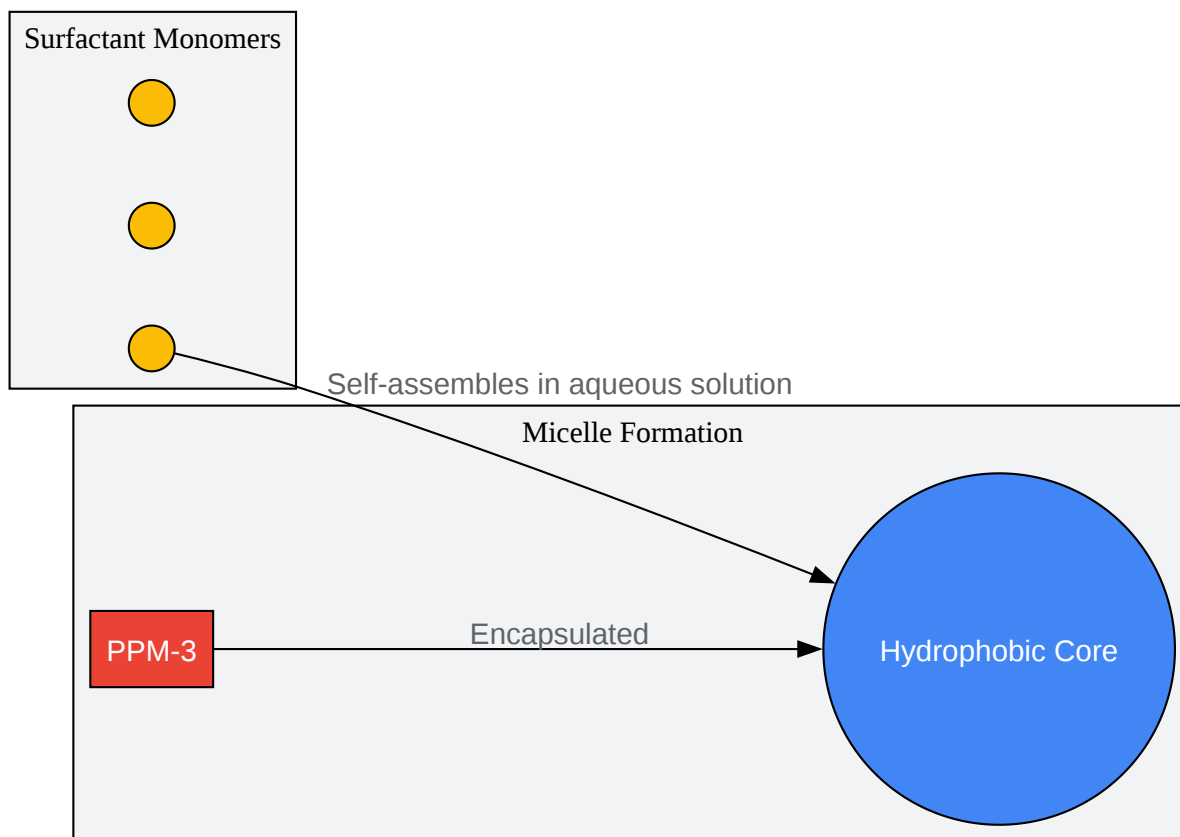 Surfactant Monomers
Self-assembles in aqueous solution
Micelle Formation
PPM-3
Encapsulated
Hydrophobic Core